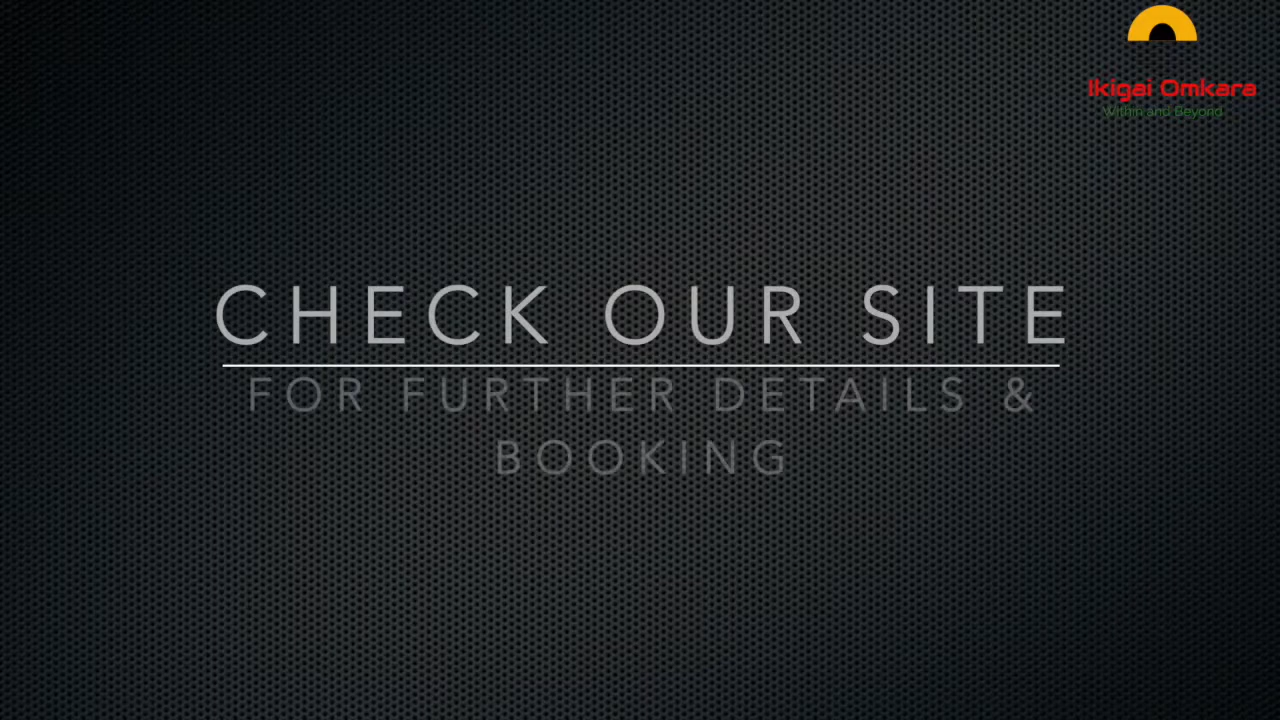 Ikigai Omkara
Within and Beyond
CHECK OUR SITE
FOR FURTHER DETAILS &
BOOKING